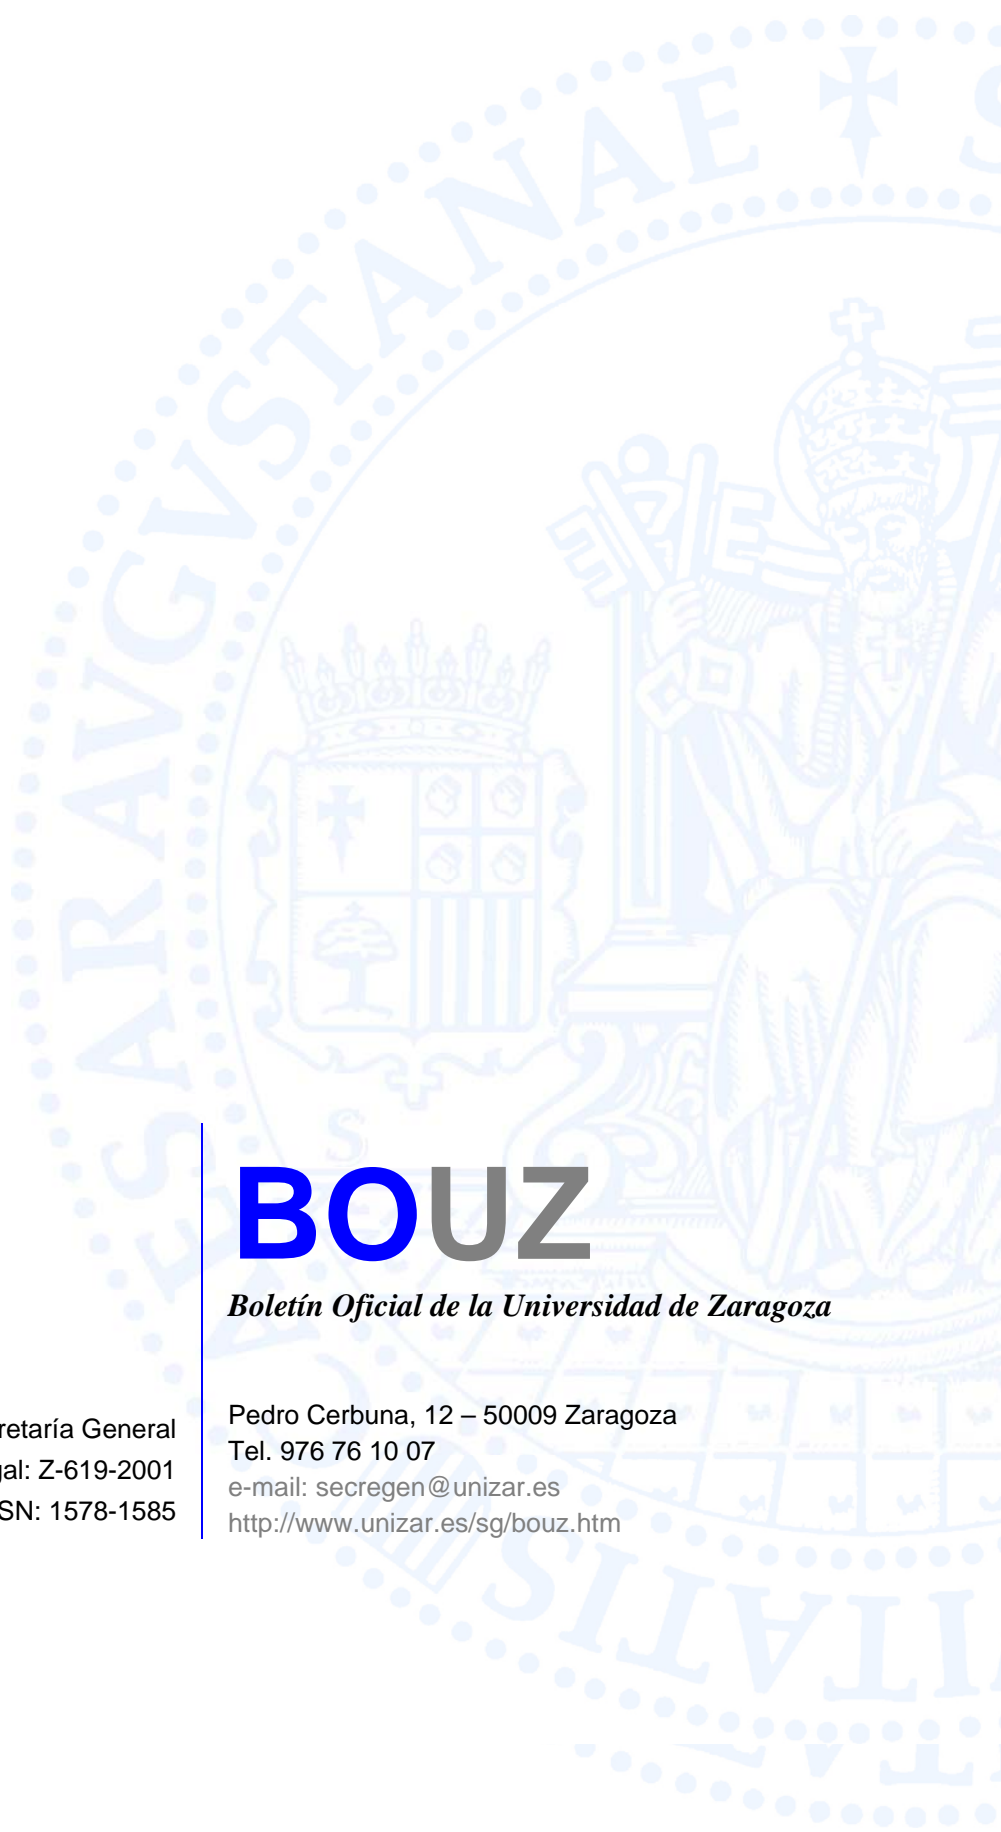 BOUZ
Boletín Oficial de la Universidad de Zaragoza
retaría General
gal: Z-619-2001
SN: 1578-1585
Pedro Cerbuna, 12 – 50009 Zaragoza
Tel. 976 76 10 07
e-mail: secregen@unizar.es
http://www.unizar.es/sg/bouz.htm